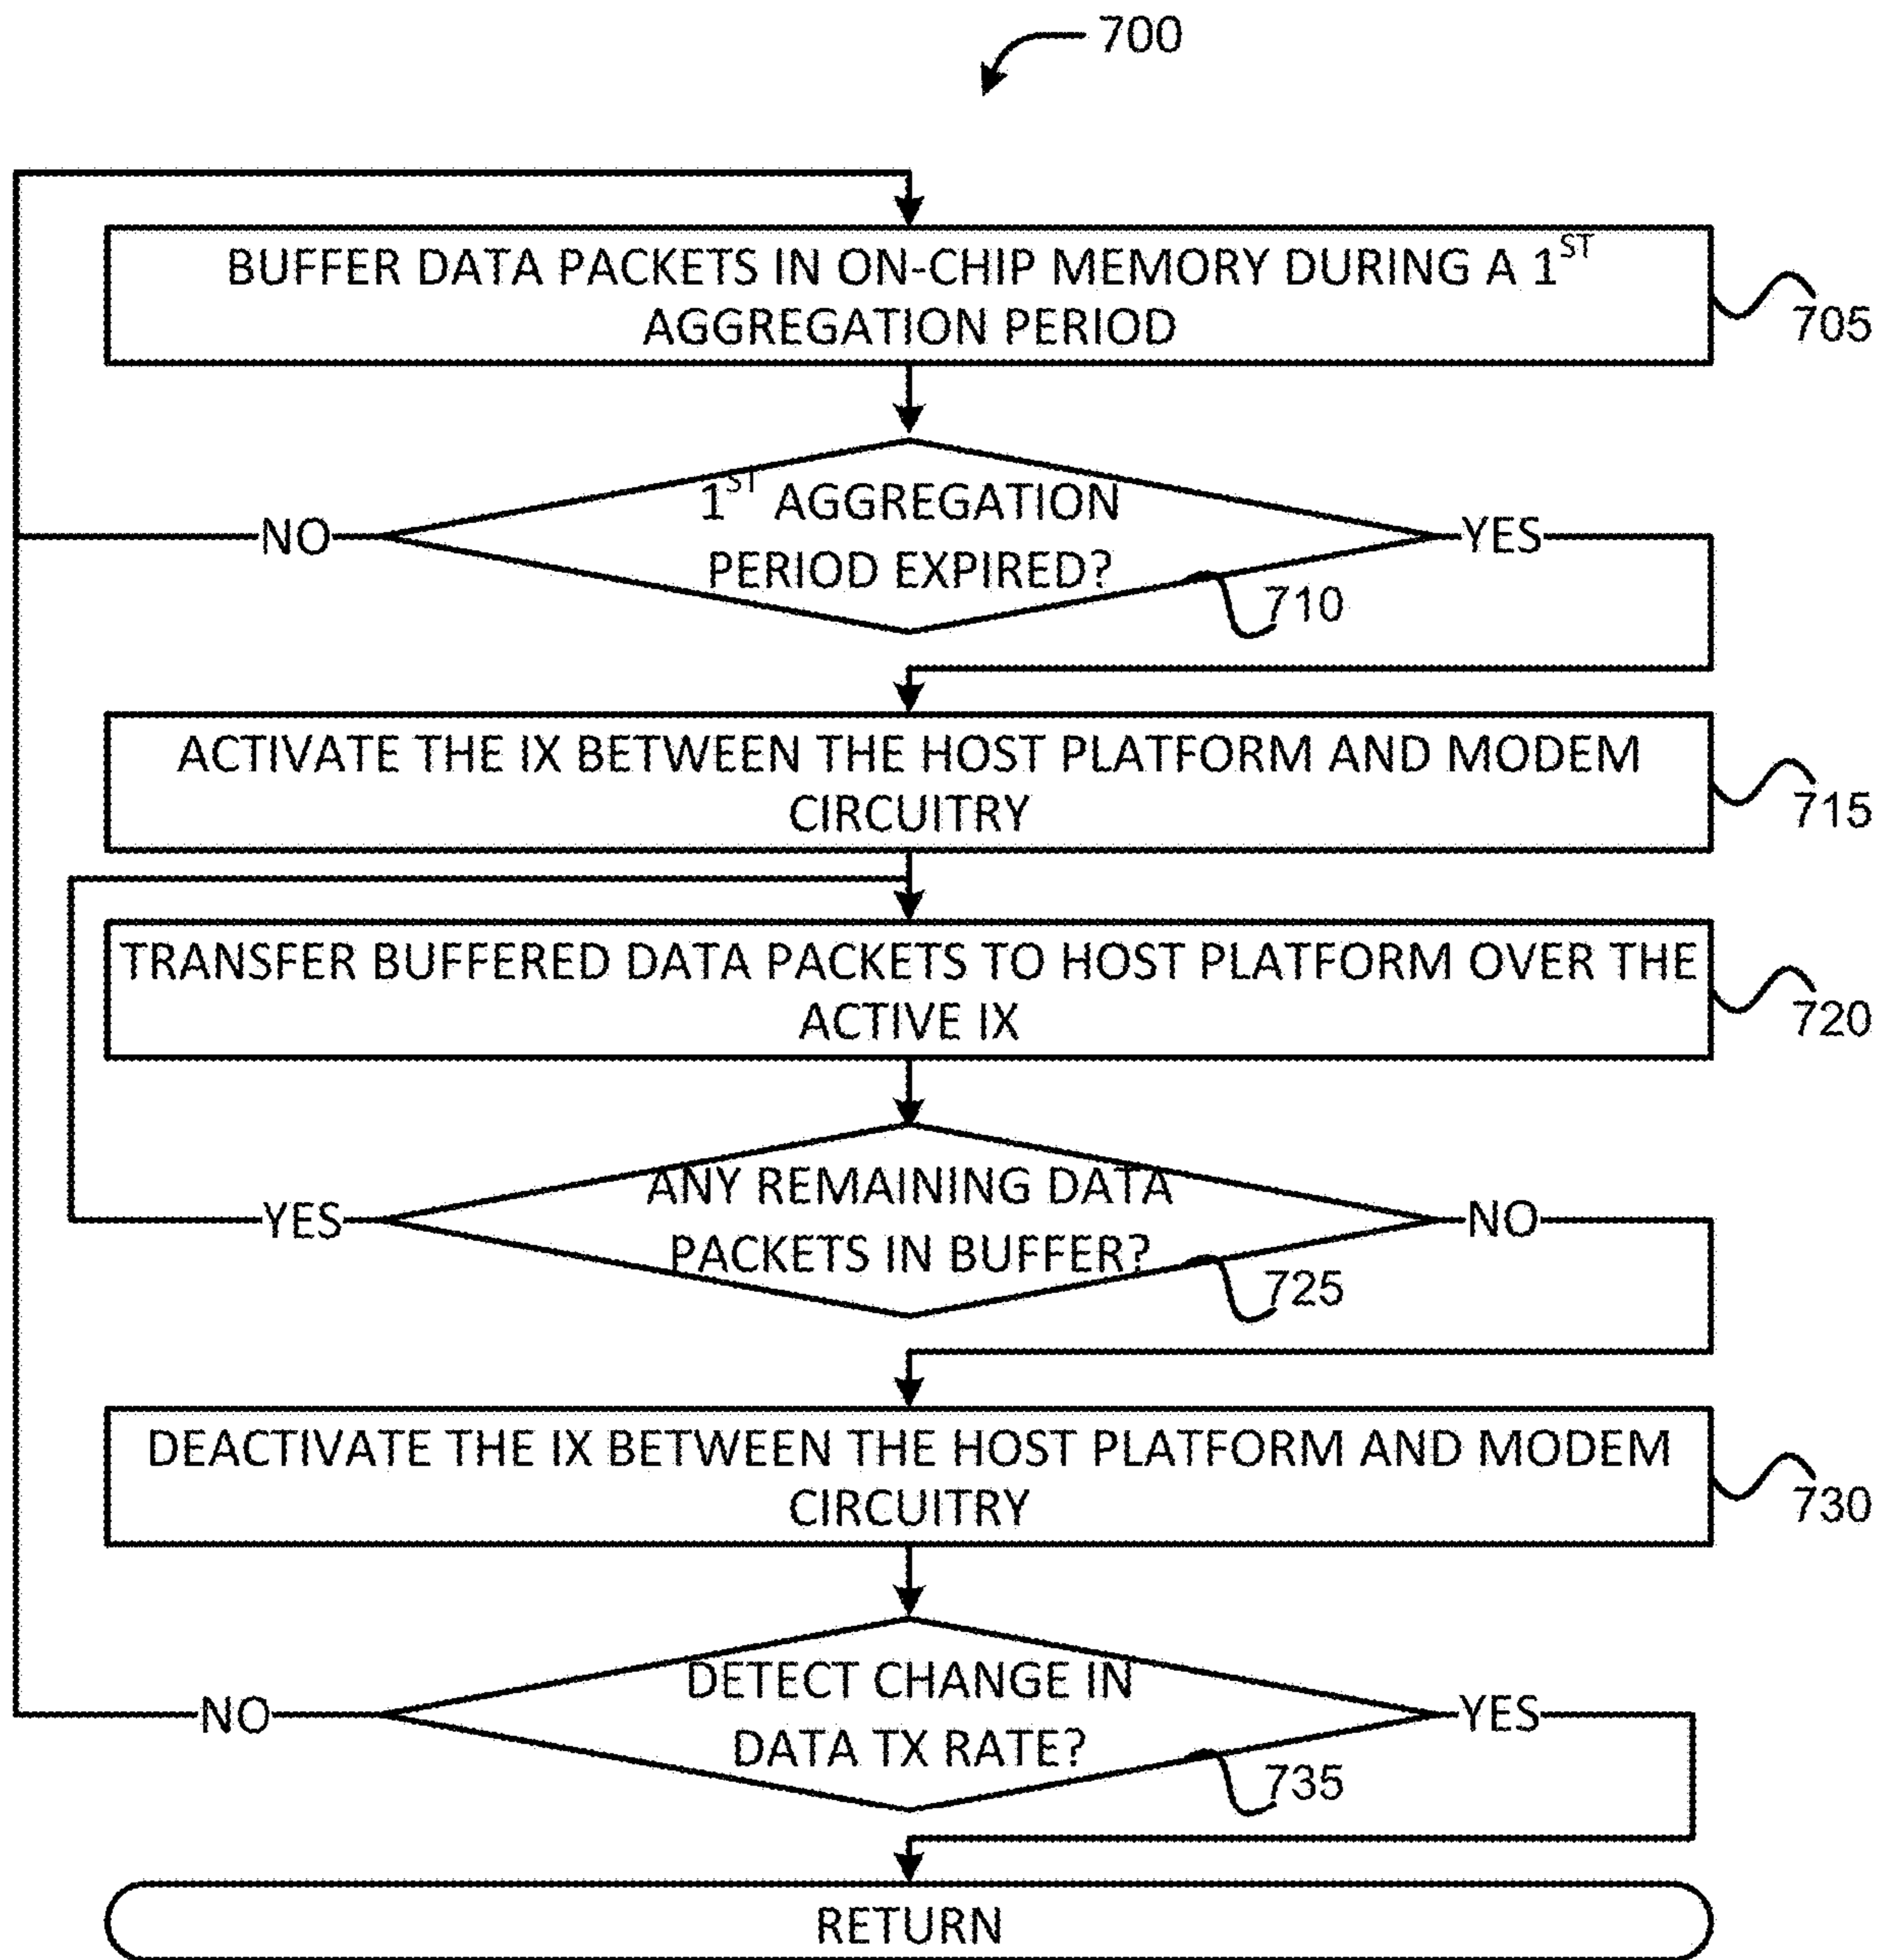 700
BUFFER DATA PACKETS IN ON-CHIP MEMORY DURING A 1ST
AGGREGATION PERIOD
705
1ST AGGREGATION
PERIOD EXPIRED?
NO
YES
710
ACTIVATE THE IX BETWEEN THE HOST PLATFORM AND MODEM
CIRCUITRY
715
TRANSFER BUFFERED DATA PACKETS TO HOST PLATFORM OVER THE
ACTIVE IX
720
ANY REMAINING DATA
PACKETS IN BUFFER?
YES
NO
725
DEACTIVATE THE IX BETWEEN THE HOST PLATFORM AND MODEM
CIRCUITRY
730
DETECT CHANGE IN
DATA TX RATE?
NO
YES
735
RETURN